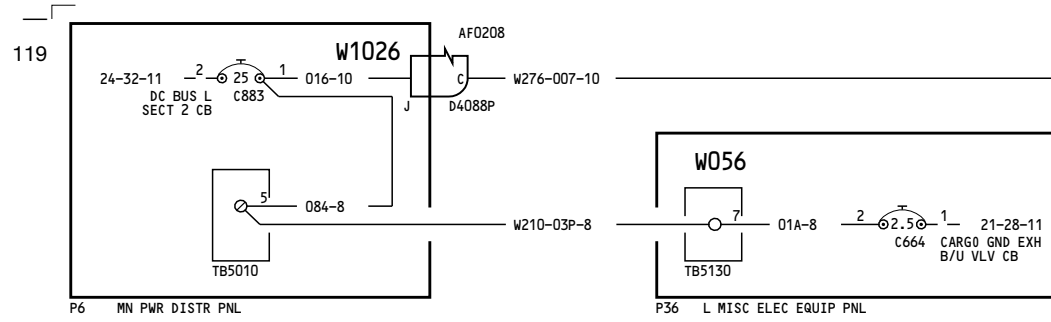 119
W1026
AF0208
24-32-11 2 25 1 016-10 C W276-007-10
DC BUS L C883 J D4088P
SECT 2 CB
W056
5 084-8
W210-03P-8 7 01A-8 2 2.5 1 21-28-11
C664 CARGO GND EXH
B/U VLV CB
TB5010 TB5130
P6 MN PWR DISTR PNL P36 L MISC ELEC EQUIP PNL